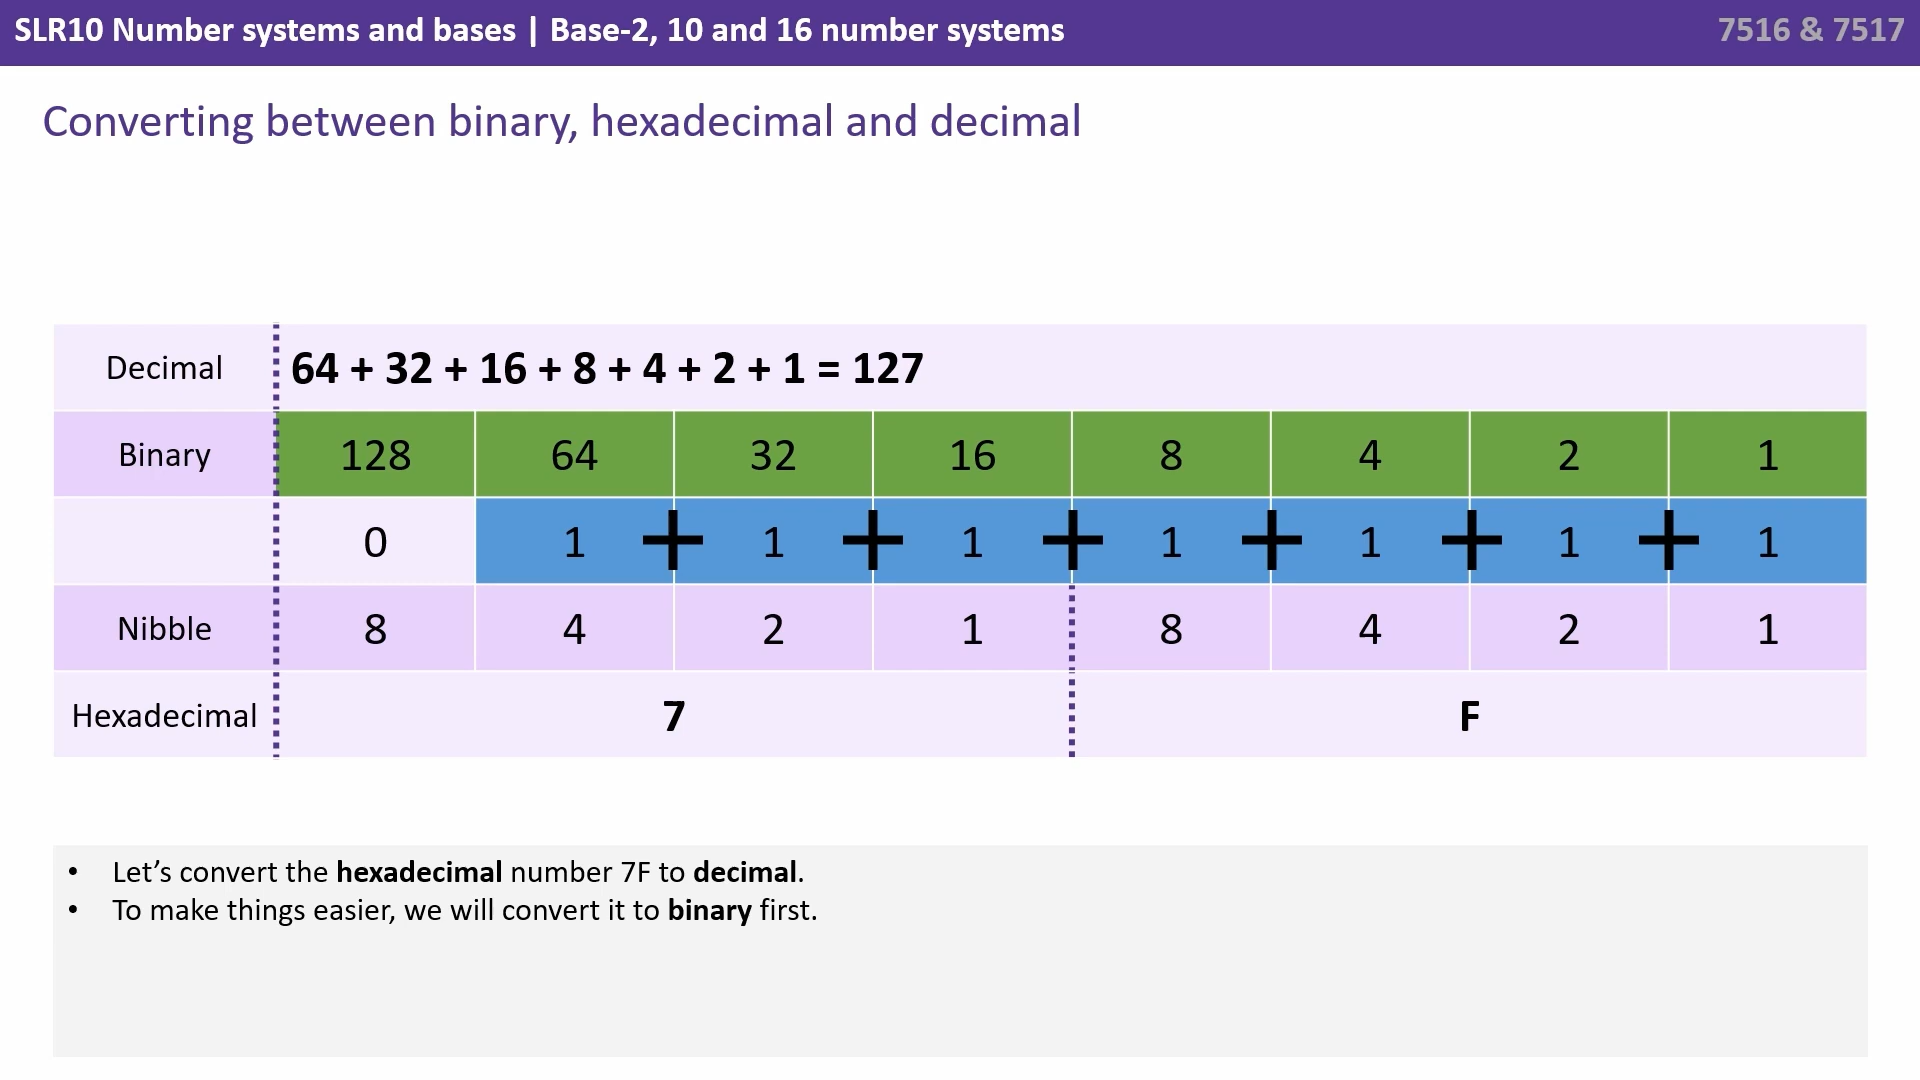 SLR10 Number systems and bases | Base-2, 10 and 16 number systems
7516 & 7517
Converting between binary, hexadecimal and decimal
Decimal 64 + 32 + 16 + 8 + 4 + 2 + 1 = 127
Binary 128 64 32 16 8 4 2 1
0 1 + 1 + 1 + 1 + 1 + 1 + 1
Nibble 8 4 2 1 8 4 2 1
Hexadecimal 7 F
• Let’s convert the hexadecimal number 7F to decimal.
• To make things easier, we will convert it to binary first.